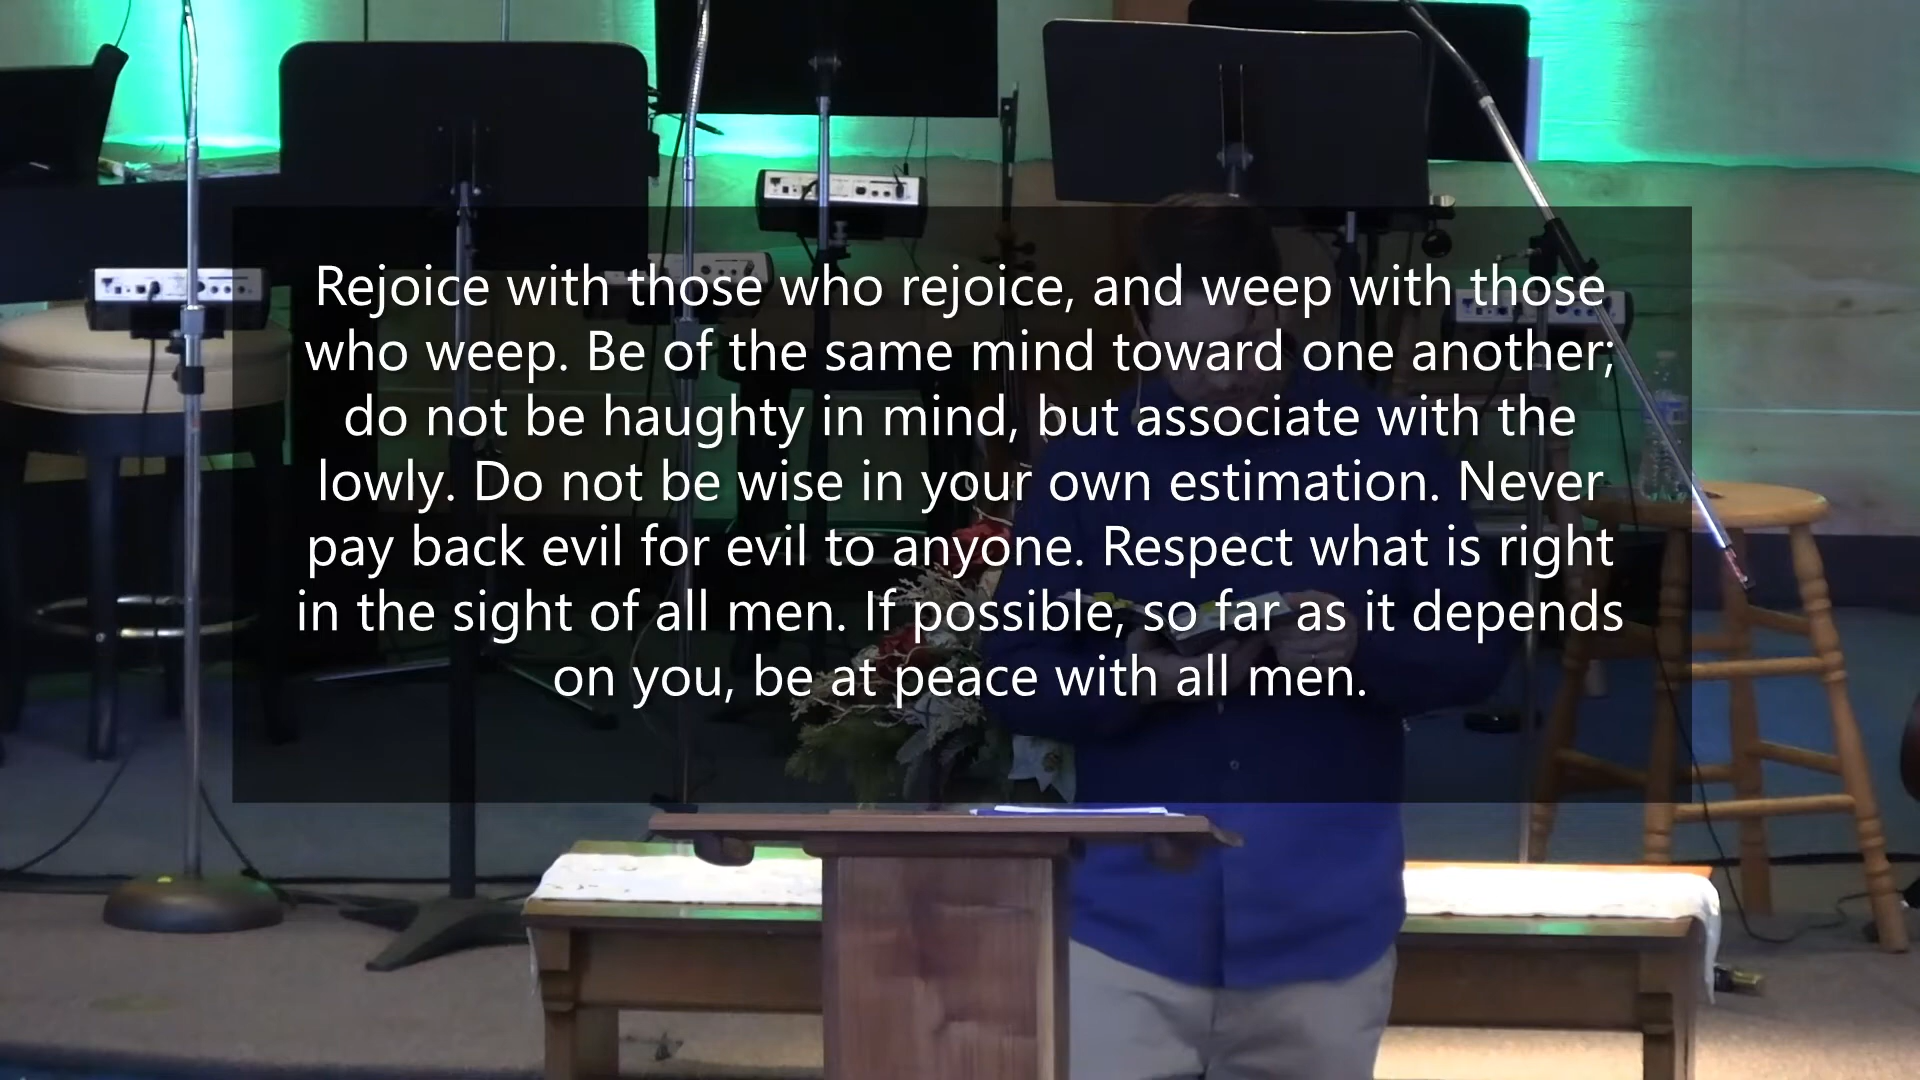 Rejoice with those who rejoice, and weep with those
who weep. Be of the same mind toward one another;
do not be haughty in mind, but associate with the
lowly. Do not be wise in your own estimation. Never
pay back evil for evil to anyone. Respect what is right
in the sight of all men. If possible, so far as it depends
on you, be at peace with all men.